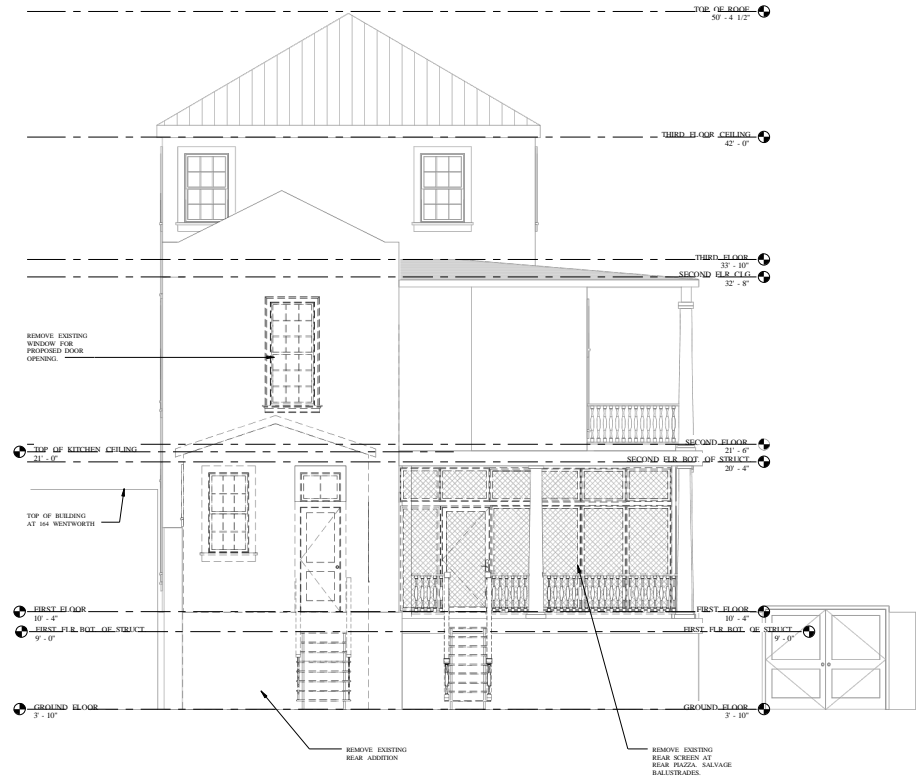 TOP OF ROOF
50' - 4 1/2"
THIRD FLOOR CEILING
42' - 0"
THIRD FLOOR
33' - 10"
SECOND FLR CLG
32' - 8"
REMOVE EXISTING
WINDOW FOR
PROPOSED DOOR
OPENING.
SECOND FLOOR
21' - 6"
TOP OF KITCHEN CEILING
21' - 0"
SECOND FLR BOT OF STRUCT
20' - 4"
TOP OF BUILDING
AT 164 WENTWORTH
FIRST FLOOR
10' - 4"
FIRST FLOOR
10' - 4"
FIRST FLR BOT. OF STRUCT
9' - 0"
FIRST FLR BOT. OF STRUCT
9' - 0"
GROUND FLOOR
3' - 10"
GROUND FLOOR
3' - 10"
REMOVE EXISTING
REAR ADDITION
REMOVE EXISTING
REAR SCREEN AT
REAR PIAZZA. SALVAGE
BALUSTRADES.